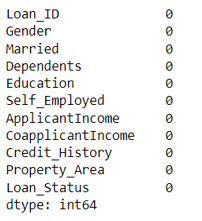 Loan_ID 0
Gender 0
Married 0
Dependents 0
Education 0
Self_Employed 0
ApplicantIncome 0
CoapplicantIncome 0
Credit_History 0
Property_Area 0
Loan_Status 0
dtype: int64